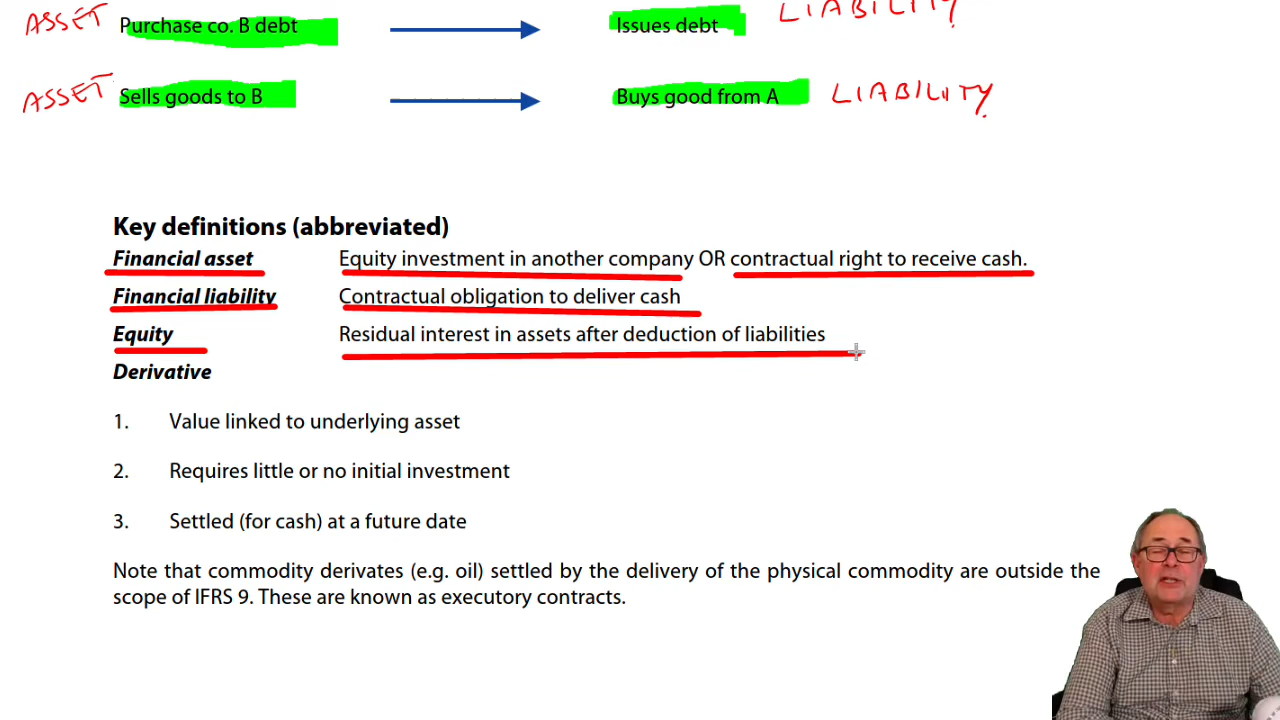 ASSET Purchase co. B debt Issues debt LIABILITY
ASSET Sells goods to B Buys good from A LIABILITY
Key definitions (abbreviated)
Financial asset Equity investment in another company OR contractual right to receive cash.
Financial liability Contractual obligation to deliver cash
Equity Residual interest in assets after deduction of liabilities
Derivative
1. Value linked to underlying asset
2. Requires little or no initial investment
3. Settled (for cash) at a future date
Note that commodity derivates (e.g. oil) settled by the delivery of the physical commodity are outside the
scope of IFRS 9. These are known as executory contracts.